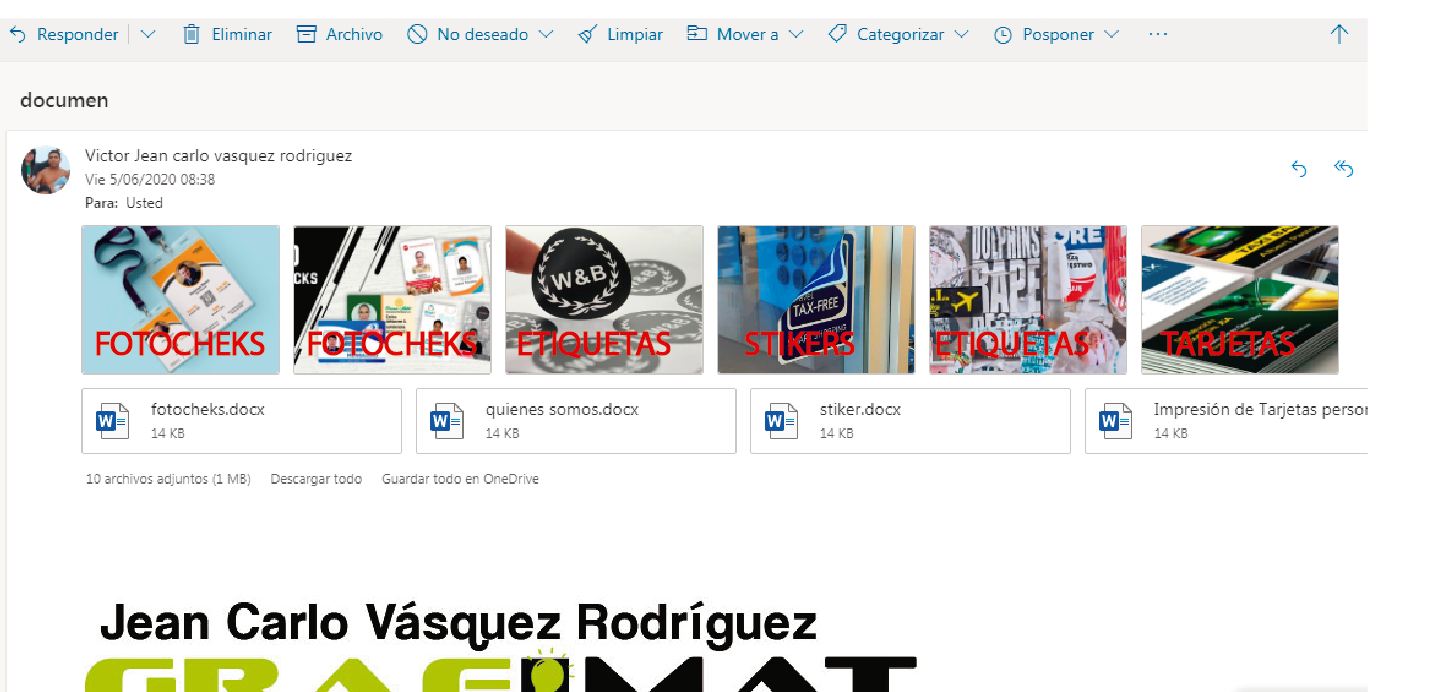 Responder
Eliminar
Archivo
No deseado
Limpiar
Mover a
Categorizar
Posponer
documen
Victor Jean carlo vasquez rodriguez
Vie 5/06/2020 08:38
Para: Usted
FOTOCHEKS
CKS
FOTOCHEKS
W&B
ETIQUETAS
TAX-FREE
STIKERS
ETIQUETAS
TARJETAS
fotocheks.docx
14 KB
quienes somos.docx
14 KB
stiker.docx
14 KB
Impresión de Tarjetas
14 KB
10 archivos adjuntos (1 MB) Descargar todo Guardar todo en OneDrive
Jean Carlo Vásquez Rodríguez